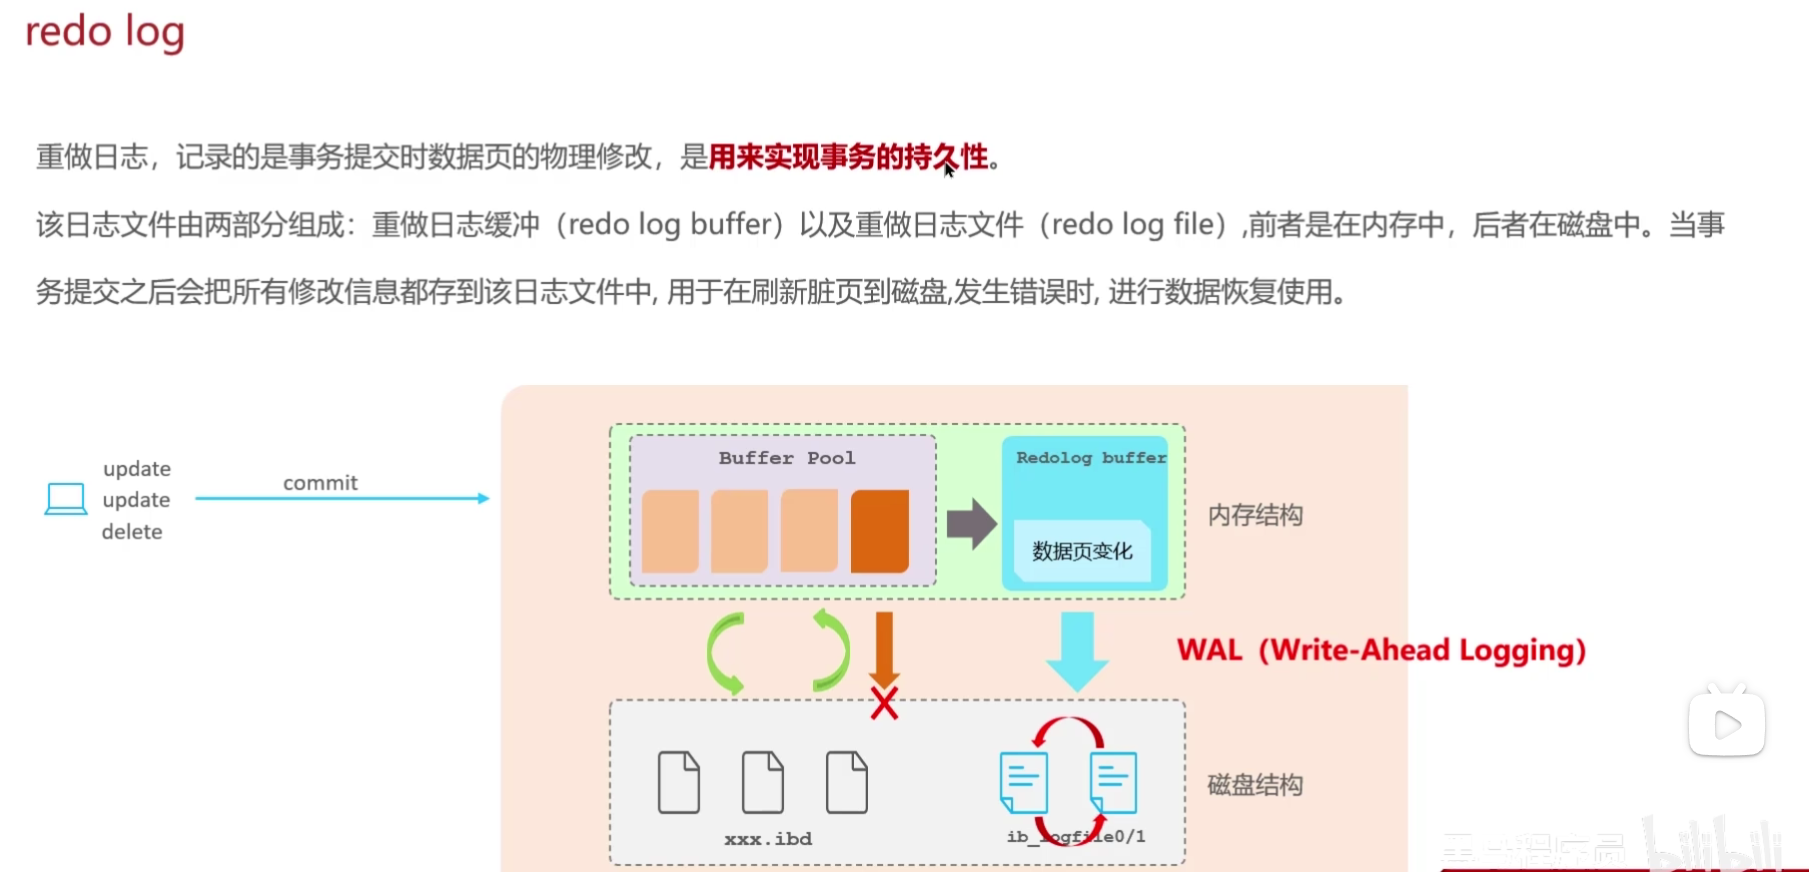 redo log
重做日志，记录的是事务提交时数据页的物理修改，是用来实现事务的持久性。
该日志文件由两部分组成：重做日志缓冲（redo log buffer）以及重做日志文件（redo log file）,前者是在内存中，后者在磁盘中。当事
务提交之后会把所有修改信息都存到该日志文件中, 用于在刷新脏页到磁盘,发生错误时, 进行数据恢复使用。
update
update
delete
commit
Buffer Pool
Redolog buffer
数据页变化
内存结构
WAL（Write-Ahead Logging）
磁盘结构
xxx.ibd
ib_logfile0/1
bilibili